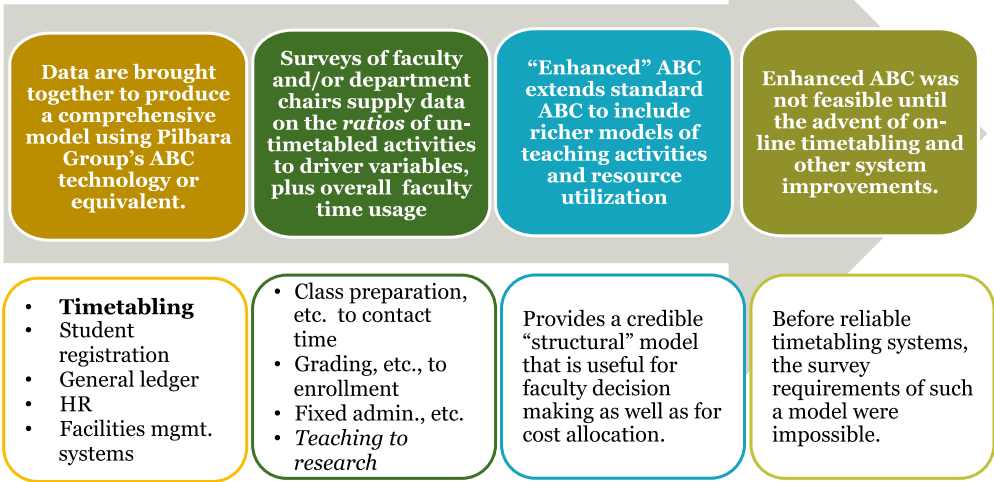 Data are brought
together to produce
a comprehensive
model using Pilbara
Group’s ABC
technology or
equivalent.
Surveys of faculty
and/or department
chairs supply data
on the ratios of un-
timetabled activities
to driver variables,
plus overall faculty
time usage
“Enhanced” ABC
extends standard
ABC to include
richer models of
teaching activities
and resource
utilization
Enhanced ABC was
not feasible until
the advent of on-
line timetabling and
other system
improvements.
• Timetabling
• Student
registration
• General ledger
• HR
• Facilities mgmt.
systems
• Class preparation,
etc. to contact
time
• Grading, etc., to
enrollment
• Fixed admin., etc.
• Teaching to
research
Provides a credible
“structural” model
that is useful for
faculty decision
making as well as for
cost allocation.
Before reliable
timetabling systems,
the survey
requirements of such
a model were
impossible.